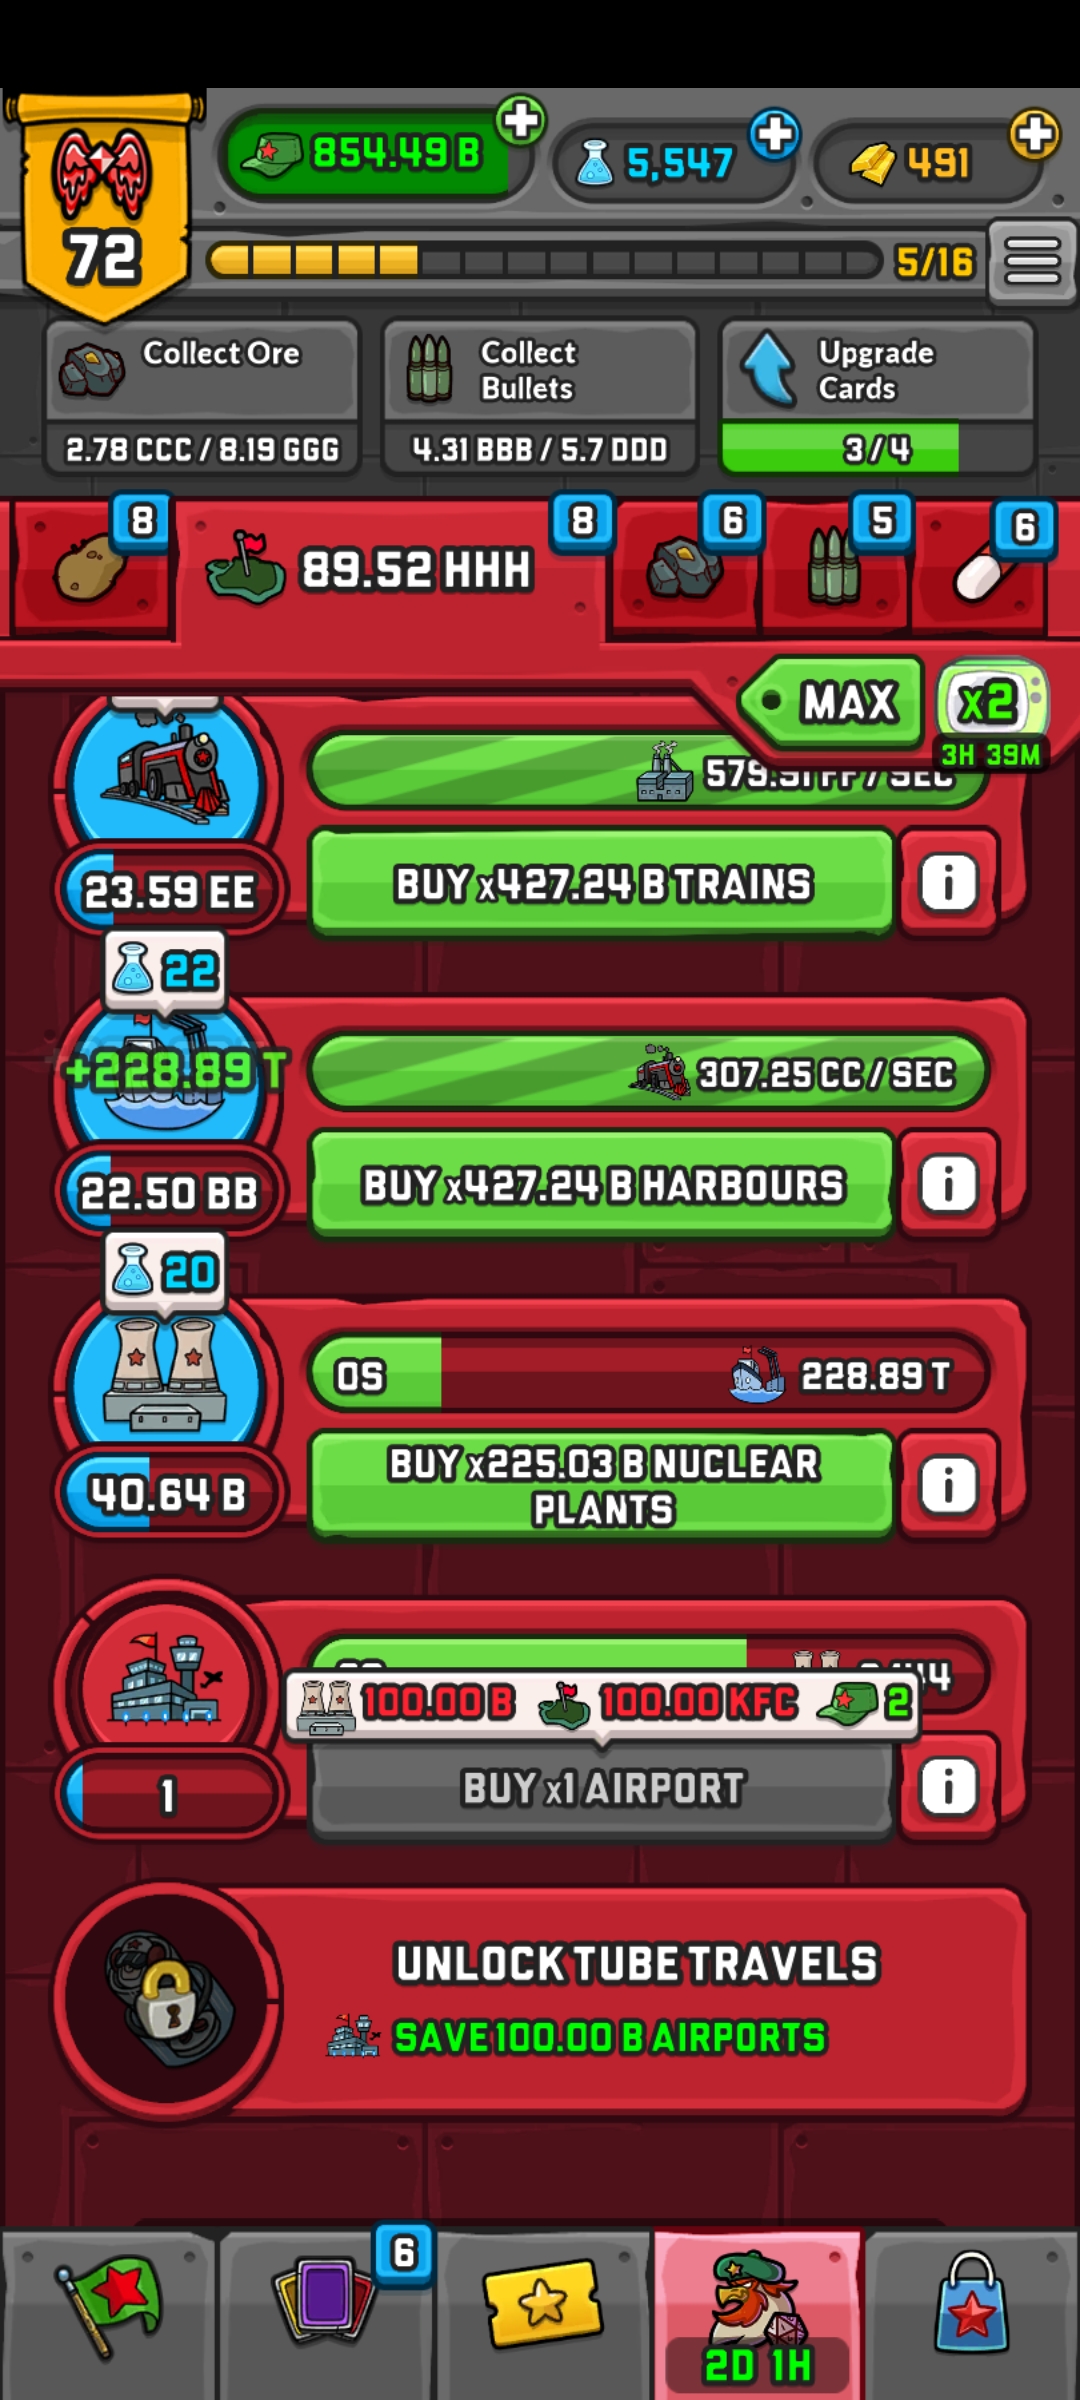 854.49 B
5,547
491
72
5/16
Collect Ore
Collect
Bullets
Upgrade
Cards
2.78 CCC / 8.19 GGG
4.31 BBB / 5.7 DDD
3/4
8
89.52 HHH
8
6
5
6
MAX
x2
3H 39M
23.59 EE
BUY x427.24 B TRAINS
i
22
+228.89 T
307.25 CC / SEC
22.50 BB
BUY x427.24 B HARBOURS
i
20
0S
228.89 T
40.64 B
BUY x225.03 B NUCLEAR
PLANTS
i
100.00 B
100.00 KFC
2
1
BUY x1 AIRPORT
i
UNLOCK TUBE TRAVELS
SAVE 100.00 B AIRPORTS
6
2D 1H